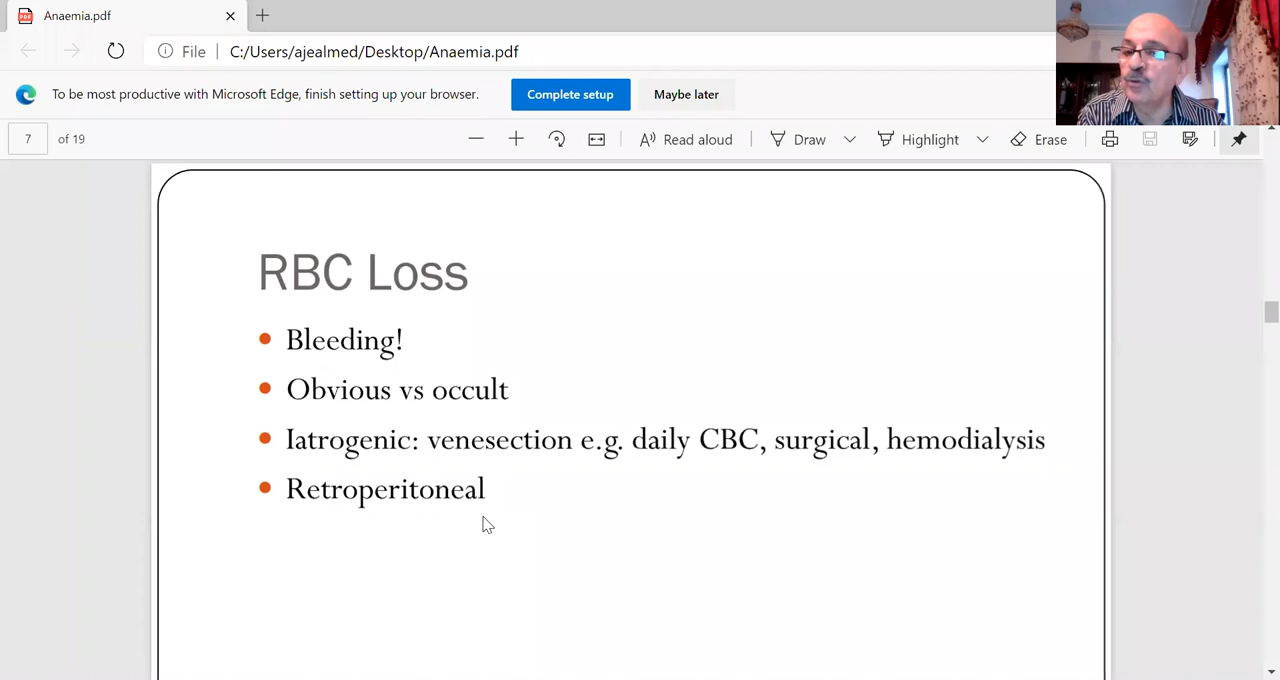 Anaemia.pdf
File | C:/Users/ajealmed/Desktop/Anaemia.pdf
To be most productive with Microsoft Edge, finish setting up your browser. Complete setup Maybe later
7 of 19 Read aloud Draw Highlight Erase
RBC Loss
Bleeding!
Obvious vs occult
Iatrogenic: venesection e.g. daily CBC, surgical, hemodialysis
Retroperitoneal